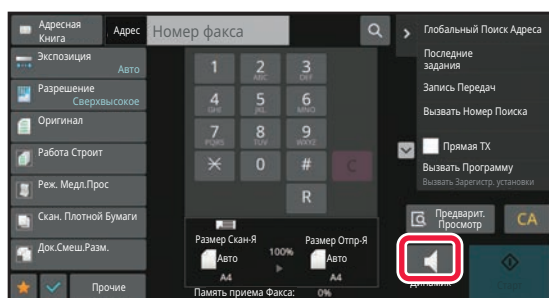 Адресная
Книга
Адрес
Номер факса
Экспозиция
Авто
Разрешение
Сверхвысокое
Оригинал
Работа Строит
Реж. Медл.Прос
Скан. Плотной Бумаги
Док.Смеш.Разм.
Прочие
1
2
ABC
3
DEF
4
GHI
5
JKL
6
MNO
7
PQRS
8
TUV
9
WXYZ
0
#
C
R
Размер Скан-Я
Авто
A4
100%
Размер Отпр-Я
Авто
A4
Память приема Факса: 0%
Глобальный Поиск Адреса
Последние
задания
Запись Передач
Вызвать Номер Поиска
Прямая TX
Вызвать Программу
Вызвать Зарегистр. установки
Предварит.
Просмотр
CA
Динамик